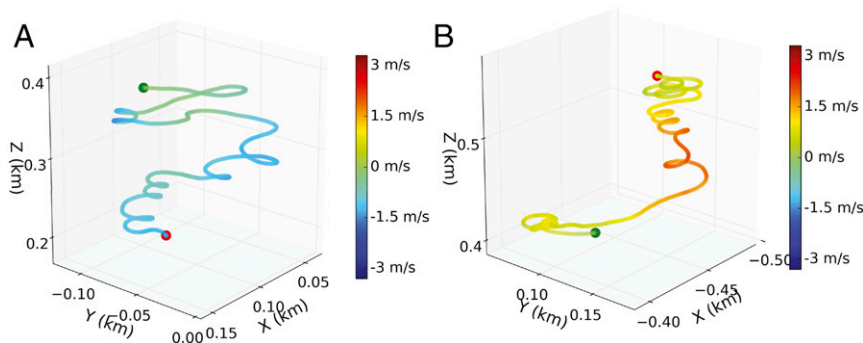 A
B
Z (km)
0.4
0.3
0.2
−0.10
−0.05
0.00
Y (km)
0.15
0.10
0.05
X (km)
3 m/s
1.5 m/s
0 m/s
-1.5 m/s
-3 m/s
Z (km)
0.5
0.4
0.10
0.15
Y (km)
−0.40
−0.45
−0.50
X (km)
3 m/s
1.5 m/s
0 m/s
-1.5 m/s
-3 m/s